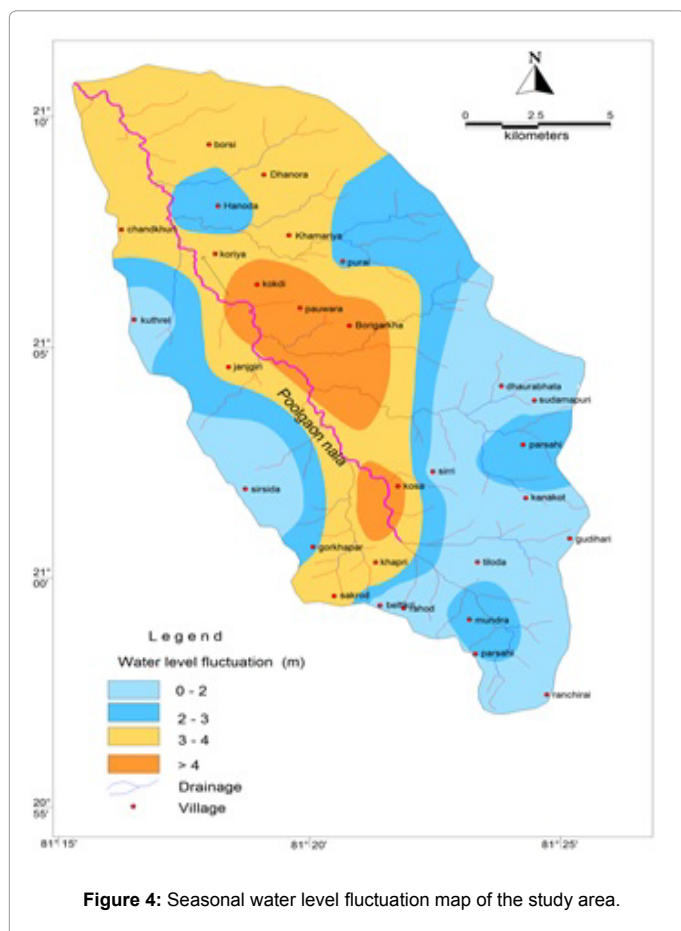 N
0 2.5 5
kilometers
21°
10'
borsi
Dhanora
Hanoda
chandkhuri
Khamariya
koriya
purai
kokdi
pauwara
Borigarkha
kuthrel
21°
05'
janjgiri
dhaurabhata
sudamapuri
Poolgaon nala
parsahi
sirri
kosa
sirsida
kanakot
gudihari
gorkhapar
khapri
tiloda
21°
00'
sakrod
rahod
mundra
parsahi
ranchirai
Legend
Water level fluctuation (m)
0 - 2
2 - 3
3 - 4
> 4
Drainage
Village
20°
55'
81° 15'
81° 20'
81° 25'
Figure 4: Seasonal water level fluctuation map of the study area.